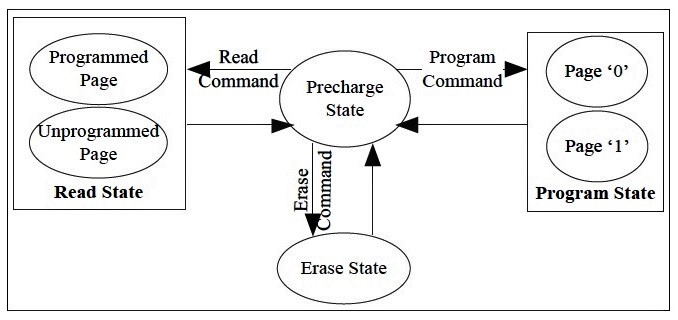 Programmed
Page
Unprogrammed
Page
Read State
Read
Command
Precharge
State
Program
Command
Page ‘0’
Page ‘1’
Program State
Erase
Command
Erase State